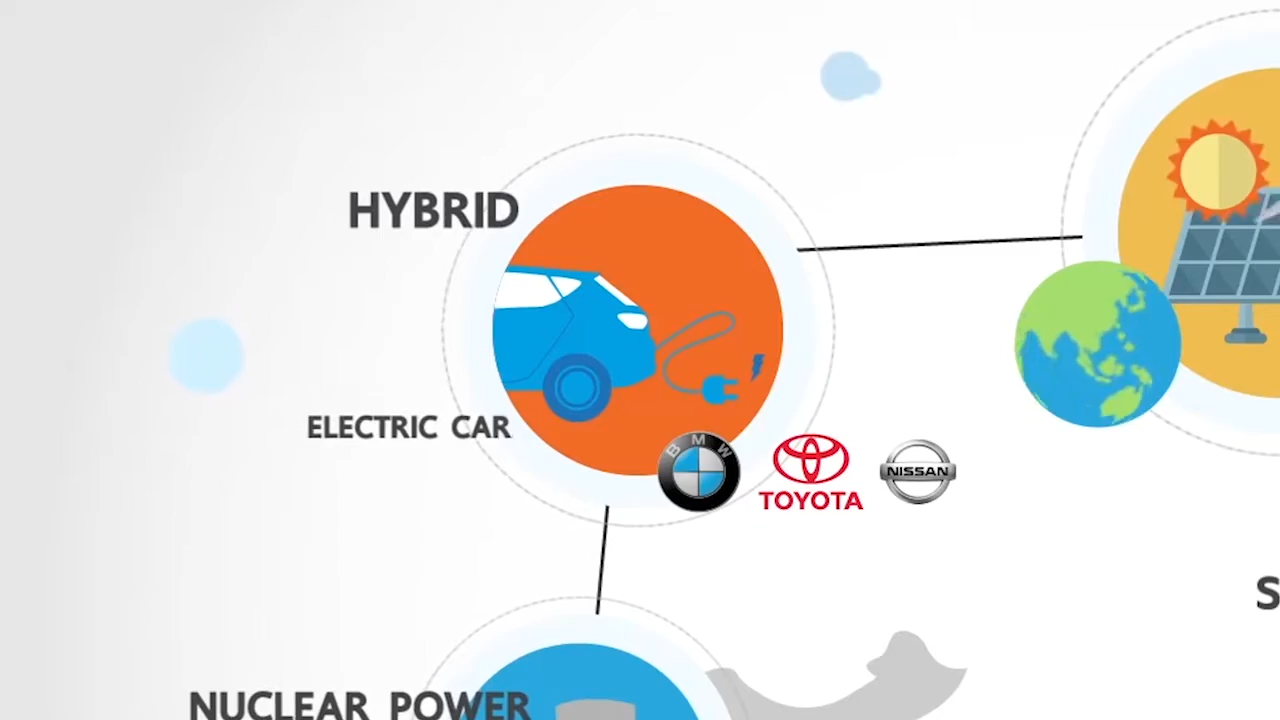 HYBRID
ELECTRIC CAR
BMW
TOYOTA
NISSAN
NUCLEAR POWER